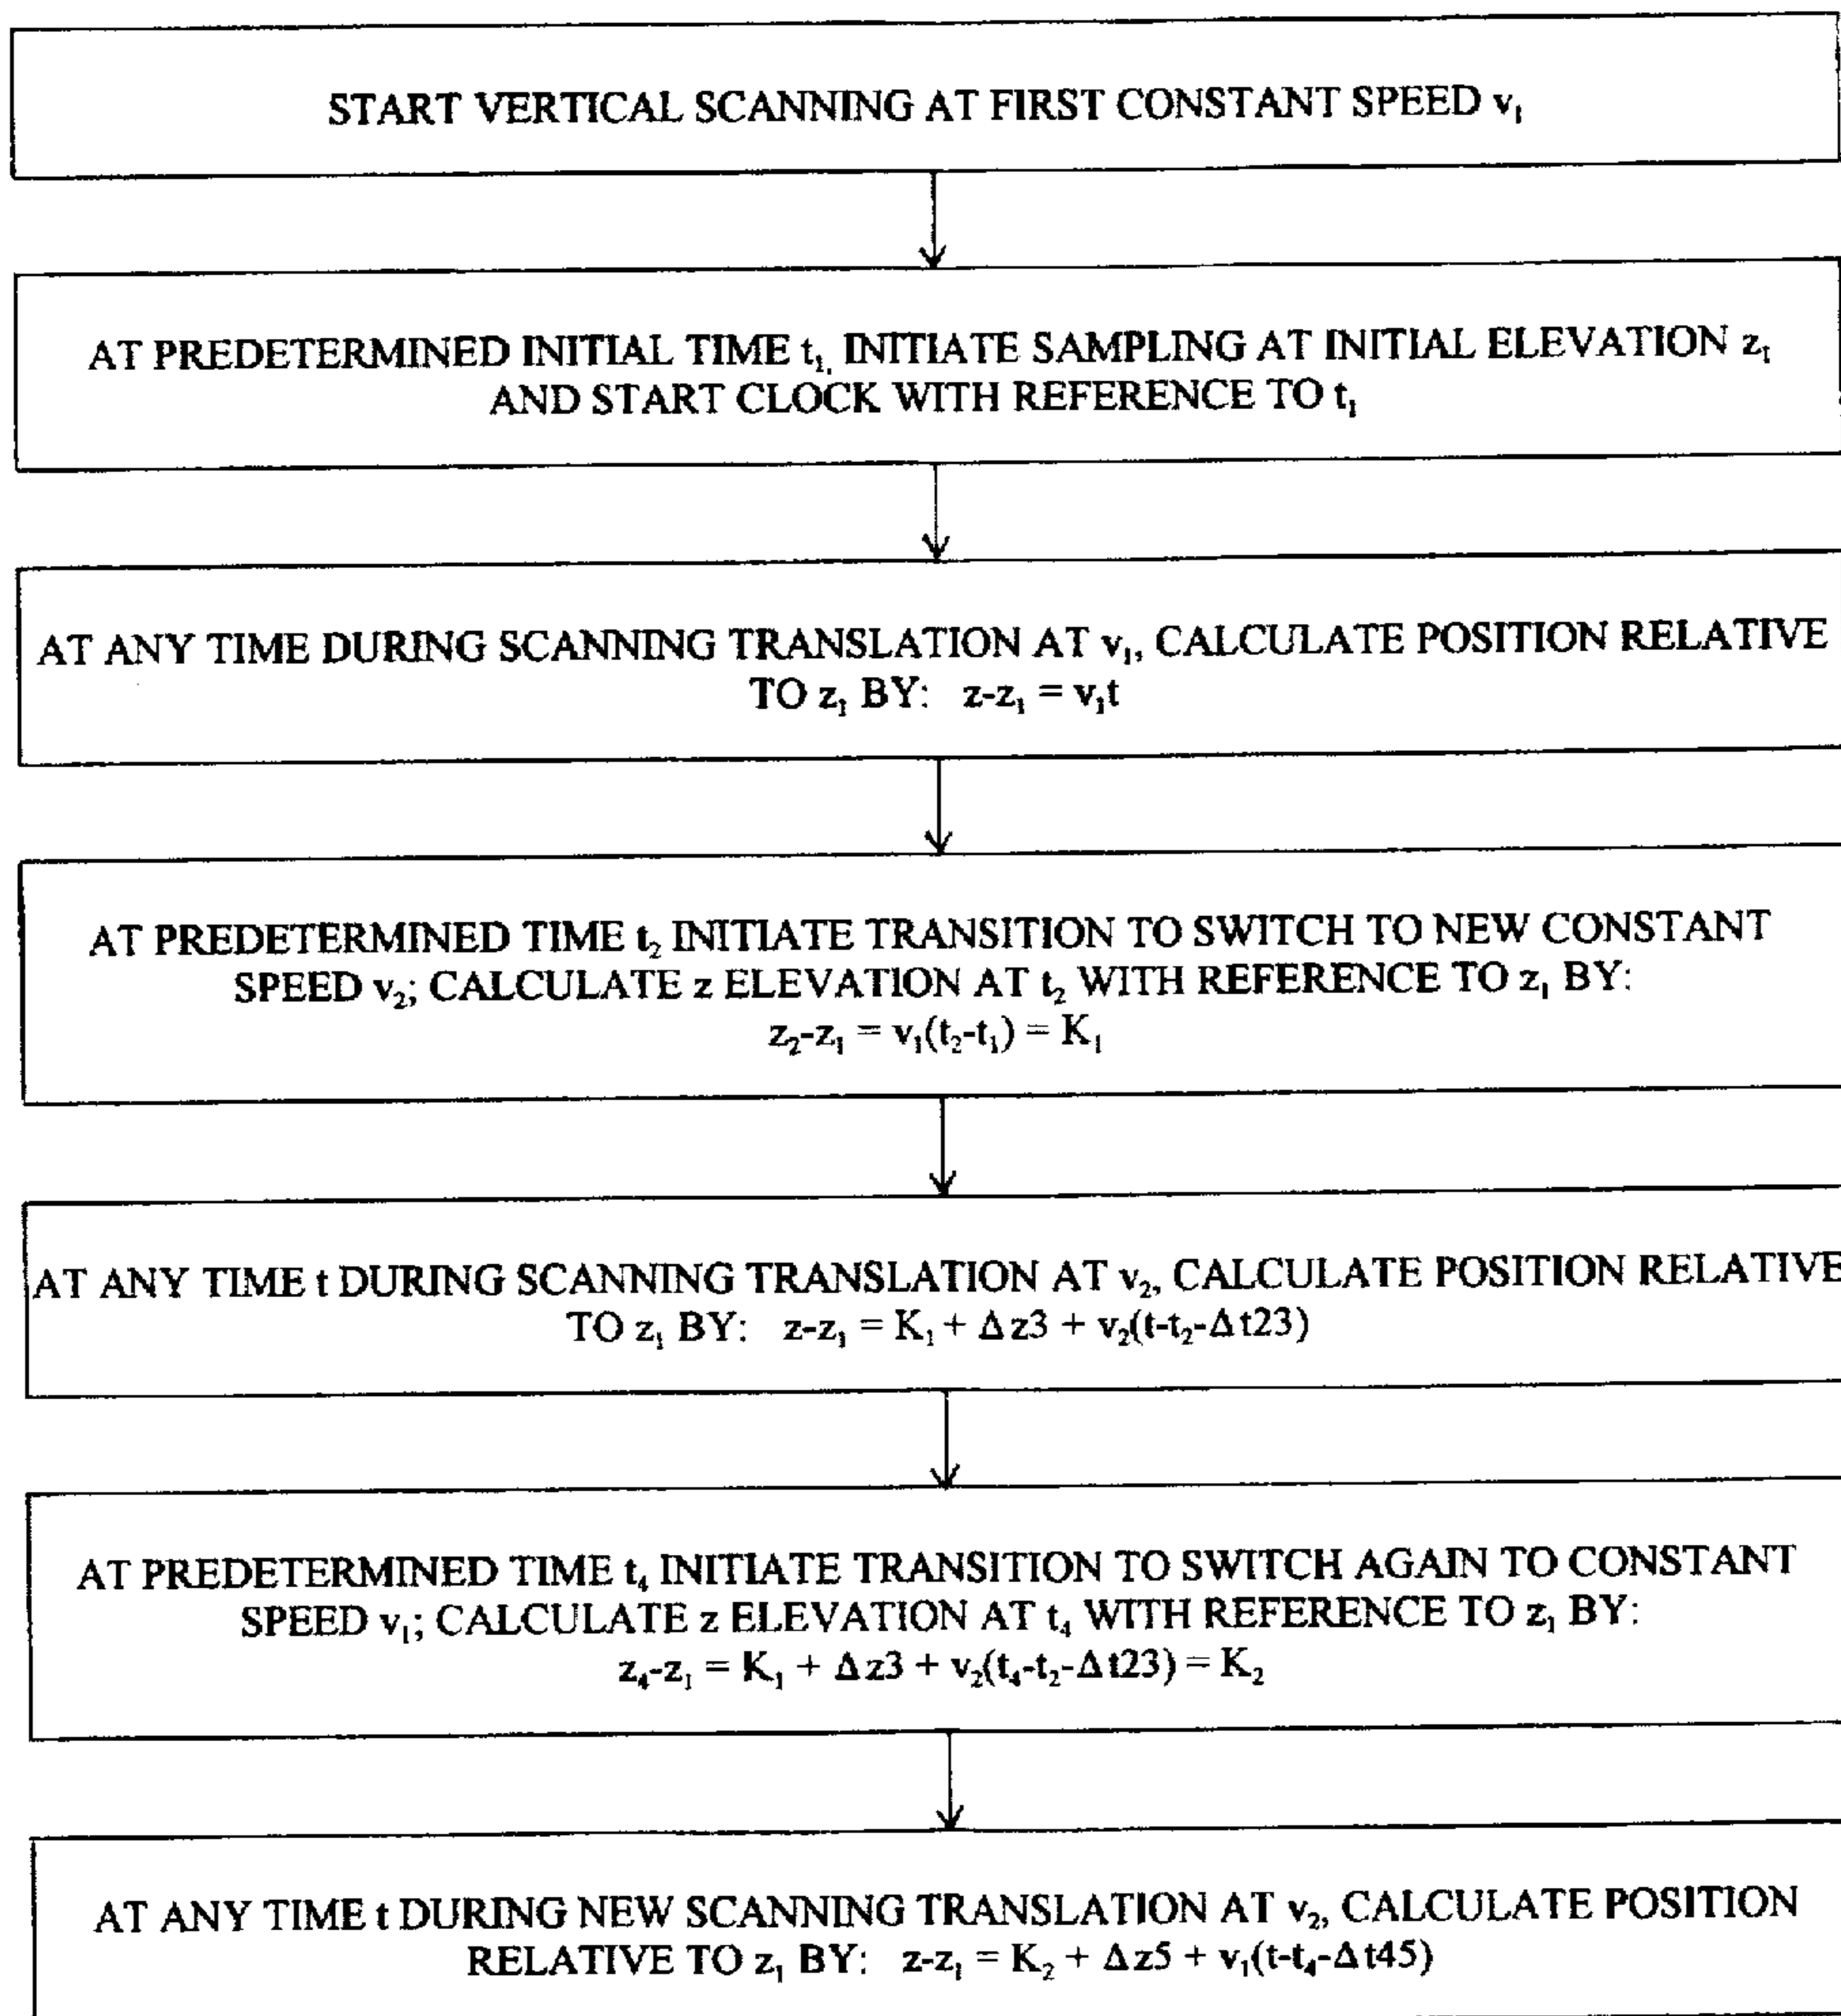 START VERTICAL SCANNING AT FIRST CONSTANT SPEED v₁
AT PREDETERMINED INITIAL TIME t₁, INITIATE SAMPLING AT INITIAL ELEVATION z₁
AND START CLOCK WITH REFERENCE TO t₁
AT ANY TIME DURING SCANNING TRANSLATION AT v₁, CALCULATE POSITION RELATIVE
TO z₁ BY: z-z₁ = v₁t
AT PREDETERMINED TIME t₂ INITIATE TRANSITION TO SWITCH TO NEW CONSTANT
SPEED v₂; CALCULATE z ELEVATION AT t₂ WITH REFERENCE TO z₁ BY:
z₂-z₁ = v₁(t₂-t₁) = K₁
AT ANY TIME t DURING SCANNING TRANSLATION AT v₂, CALCULATE POSITION RELATIVE
TO z₁ BY: z-z₁ = K₁ + Δz3 + v₂(t-t₂-Δt23)
AT PREDETERMINED TIME t₄ INITIATE TRANSITION TO SWITCH AGAIN TO CONSTANT
SPEED v₁; CALCULATE z ELEVATION AT t₄ WITH REFERENCE TO z₁ BY:
z₄-z₁ = K₁ + Δz3 + v₂(t₄-t₂-Δt23) = K₂
AT ANY TIME t DURING NEW SCANNING TRANSLATION AT v₂, CALCULATE POSITION
RELATIVE TO z₁ BY: z-z₁ = K₂ + Δz5 + v₁(t-t₄-Δt45)